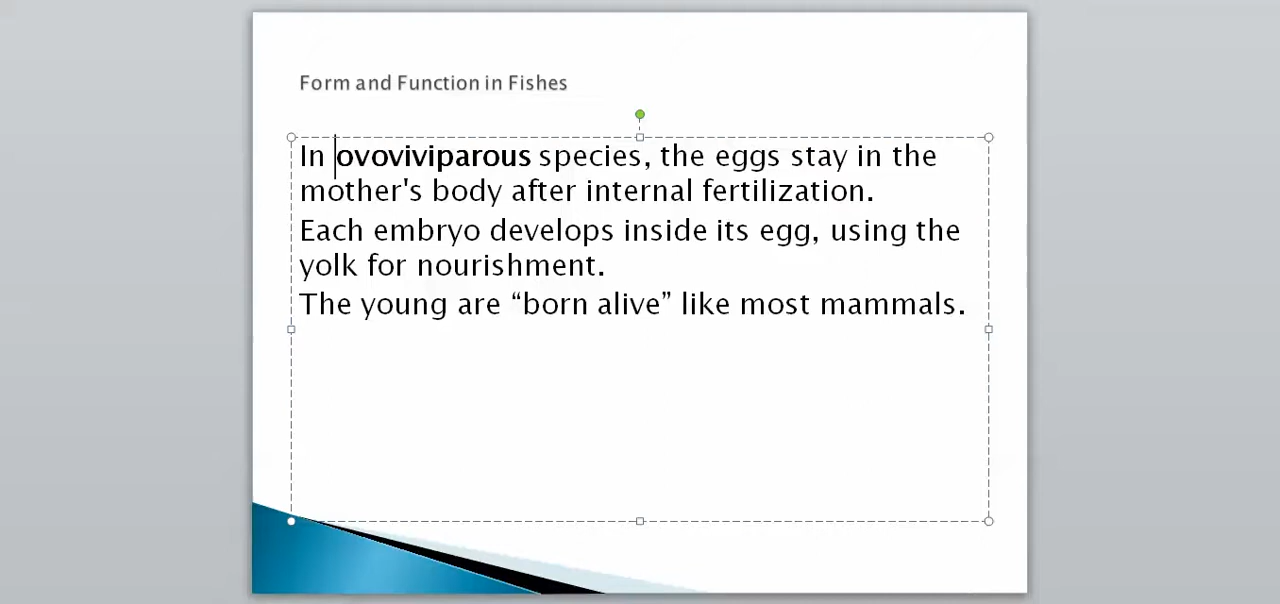 Form and Function in Fishes
In ovoviviparous species, the eggs stay in the
mother's body after internal fertilization.
Each embryo develops inside its egg, using the
yolk for nourishment.
The young are “born alive” like most mammals.